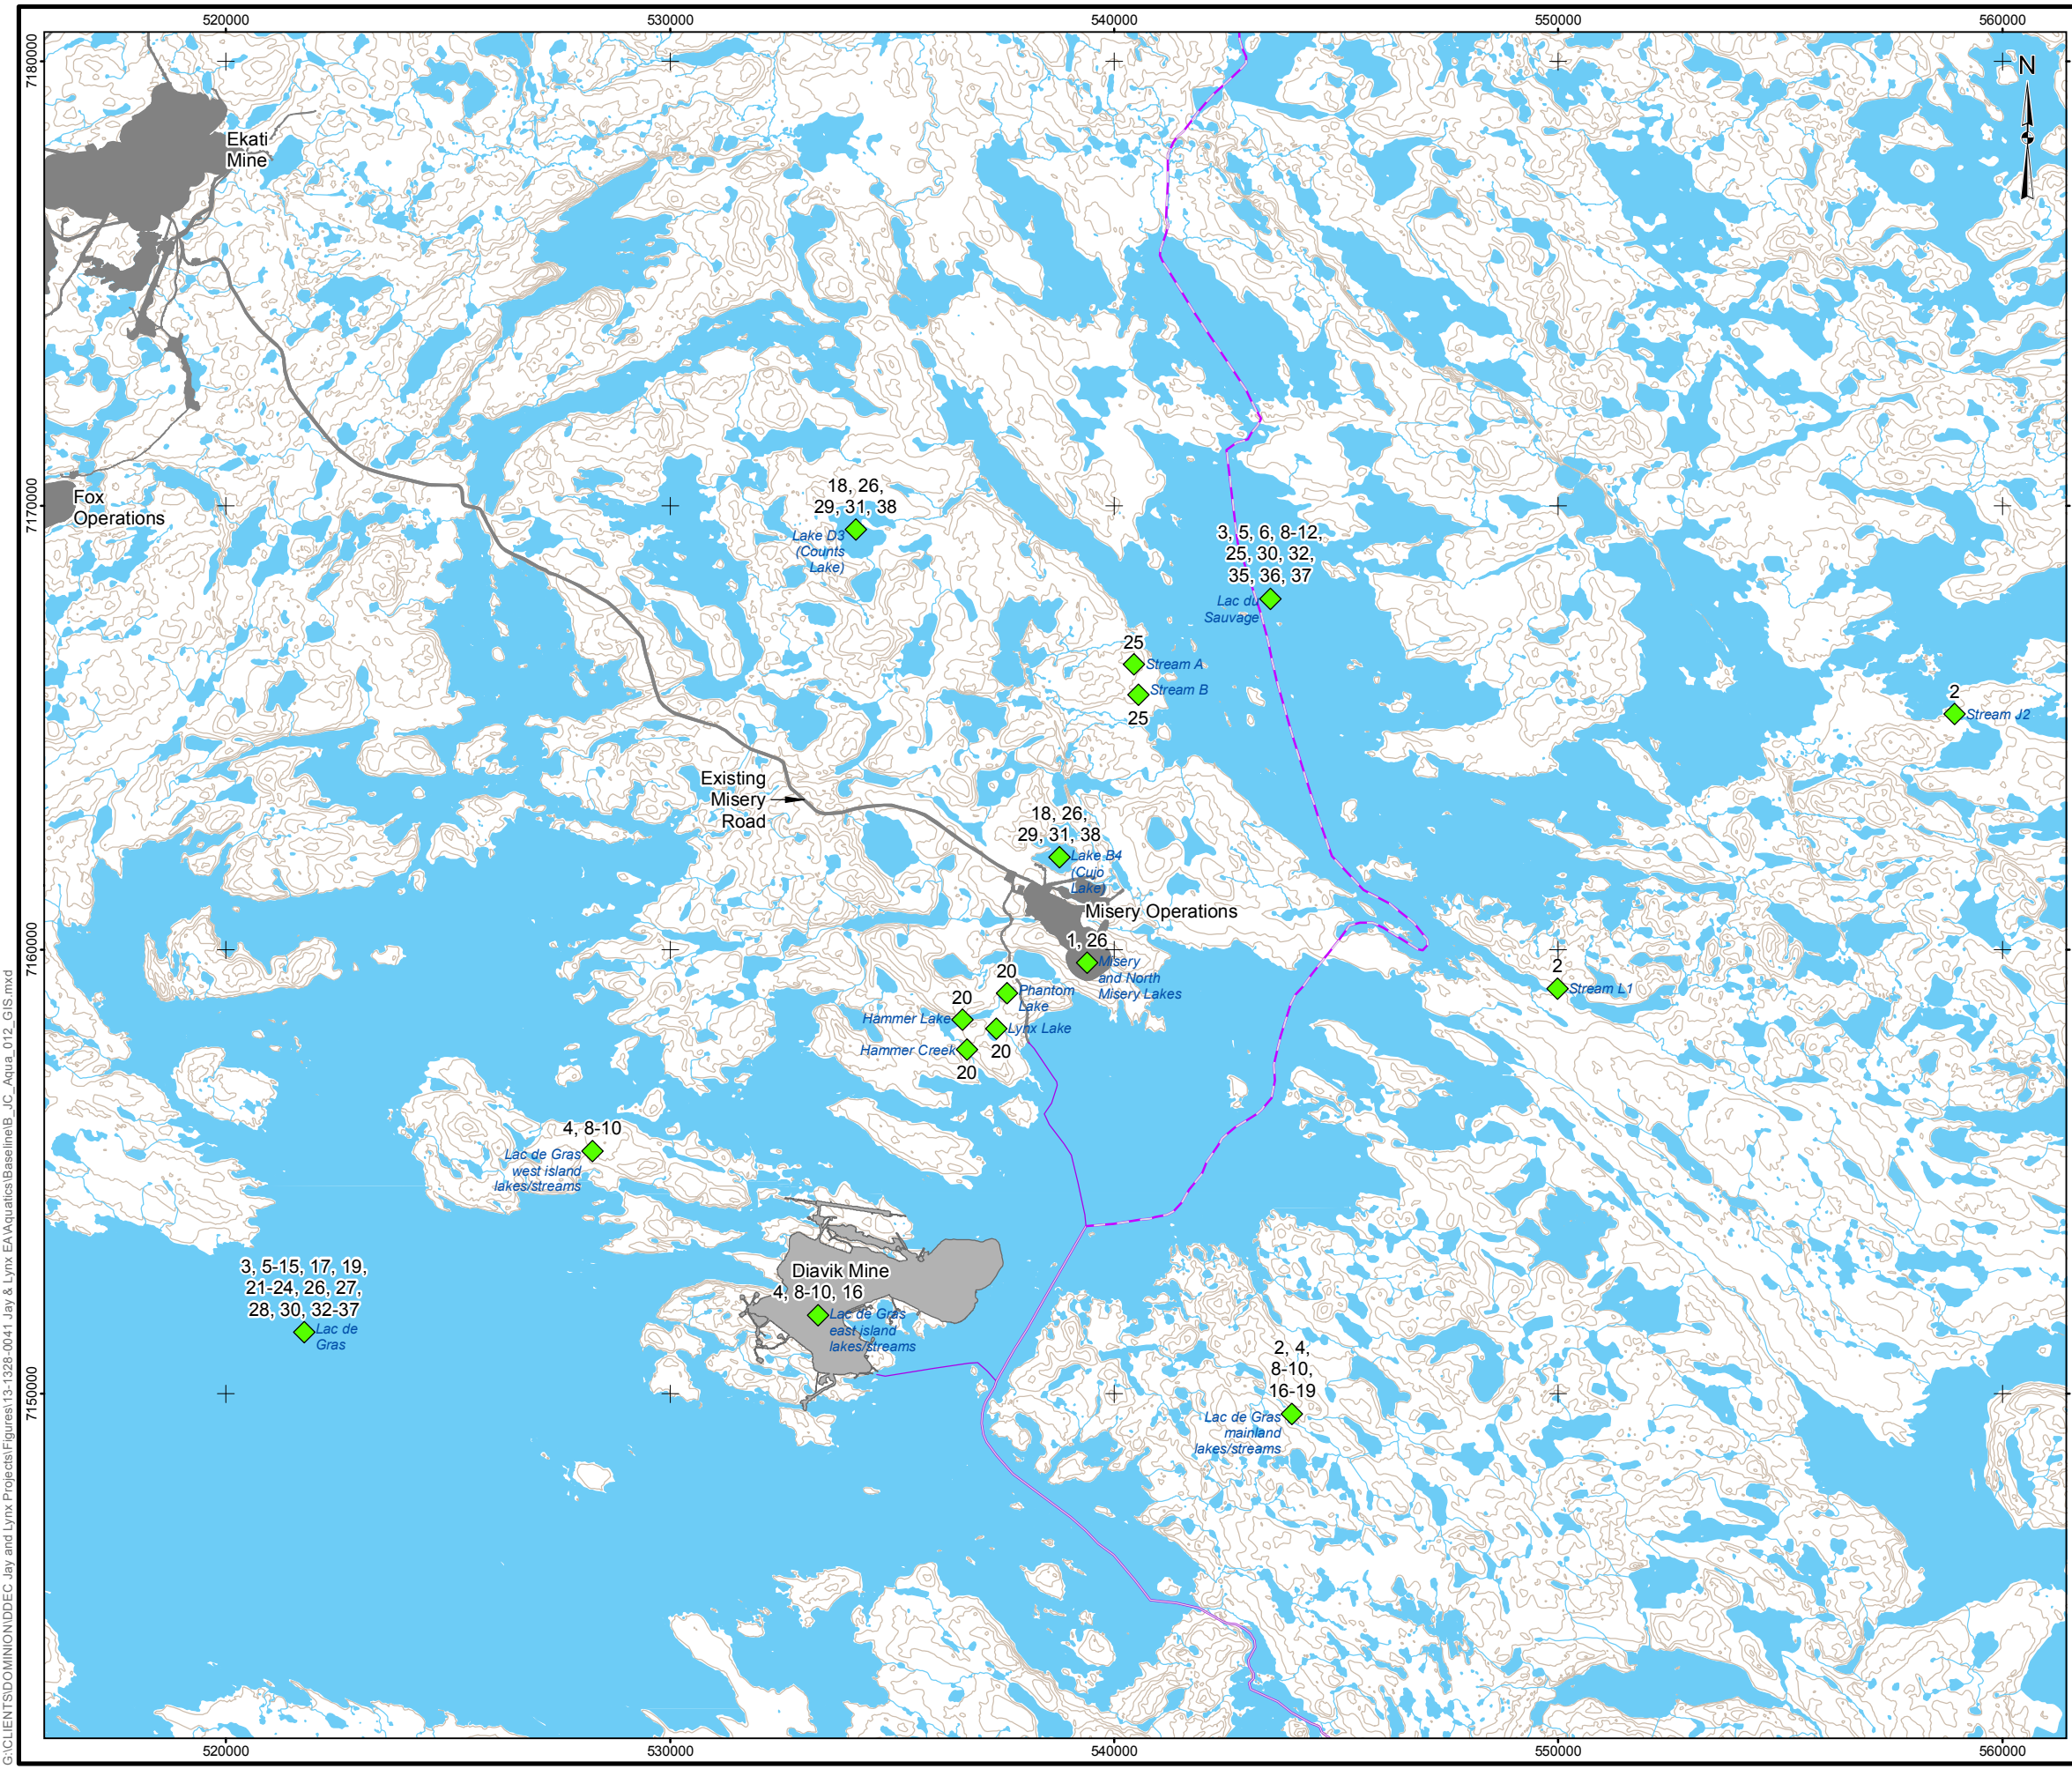 520000
530000
540000
550000
560000
7180000
N
Ekati
Mine
7170000
Fox
Operations
18, 26,
29, 31, 38
Lake D3
(Counts
Lake)
3, 5, 6, 8-12,
25, 30, 32,
35, 36, 37
Lac du
Sauvage
25
Stream A
Stream B
25
2
Stream J2
Existing
Misery
Road
18, 26,
29, 31, 38
Lake B4
(Cujo
Lake)
Misery Operations
7160000
1, 26
Misery
and North
Misery Lakes
20
Phantom
Lake
20
Hammer Lake
Lynx Lake
20
Hammer Creek
20
2
Stream L1
4, 8-10
Lac de Gras
west island
lakes/streams
3, 5-15, 17, 19,
21-24, 26, 27,
28, 30, 32-37
Lac de
Gras
Diavik Mine
4, 8-10, 16
Lac de Gras
east island
lakes/streams
2, 4,
8-10,
16-19
Lac de Gras
mainland
lakes/streams
7150000
520000
530000
540000
550000
560000
G:\CLIENTS\DOMINION\DDEC Jay and Lynx Projects\Figures\13-1328-0041 Jay & Lynx EA\Aquatics\Baseline\B_JC_Aqua_012_GIS.mxd